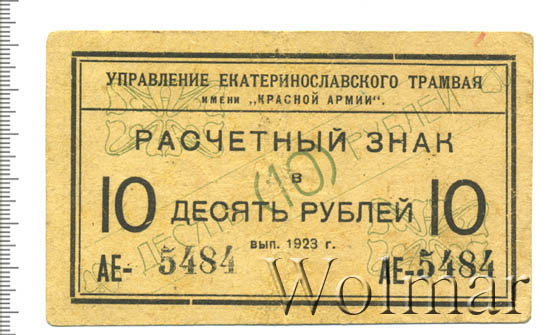 УПРАВЛЕНИЕ ЕКАТЕРИНОСЛАВСКОГО ТРАМВАЯ
ИМЕНИ „КРАСНОЙ АРМИИ".
РАСЧЕТНЫЙ ЗНАК
в
10 ДЕСЯТЬ РУБЛЕЙ 10
(10) РУБЛЕЙ
вып. 1923 г.
АЕ- 5484 АЕ-5484
Wolmar